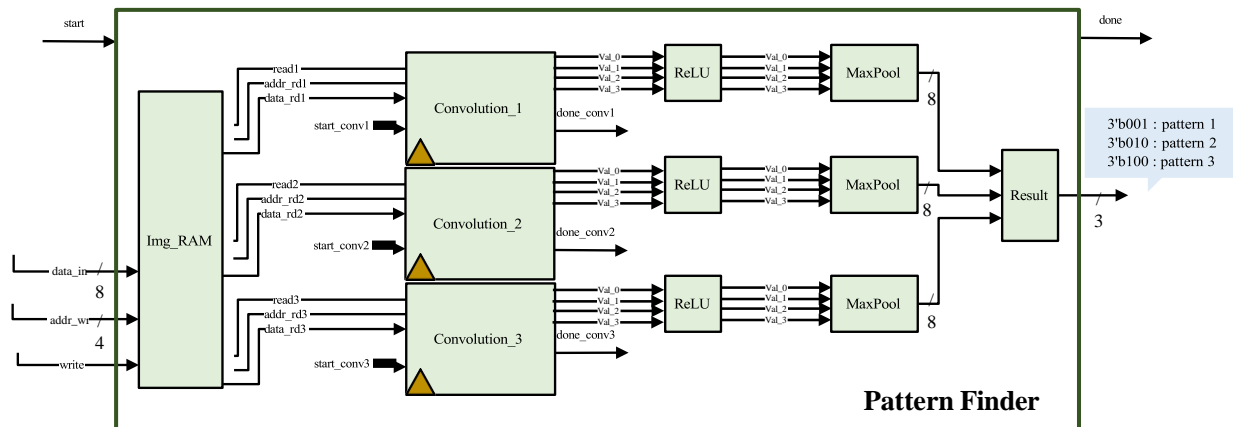 start
done
read1
addr_rd1
data_rd1
start_conv1
Convolution_1
Val_0
Val_1
Val_2
Val_3
done_conv1
ReLU
Val_0
Val_1
Val_2
Val_3
MaxPool
8
3'b001 : pattern 1
3'b010 : pattern 2
3'b100 : pattern 3
read2
addr_rd2
data_rd2
start_conv2
Convolution_2
Val_0
Val_1
Val_2
Val_3
done_conv2
ReLU
Val_0
Val_1
Val_2
Val_3
MaxPool
8
Result
3
Img_RAM
data_in
8
addr_wr
4
write
read3
addr_rd3
data_rd3
start_conv3
Convolution_3
Val_0
Val_1
Val_2
Val_3
done_conv3
ReLU
Val_0
Val_1
Val_2
Val_3
MaxPool
8
Pattern Finder